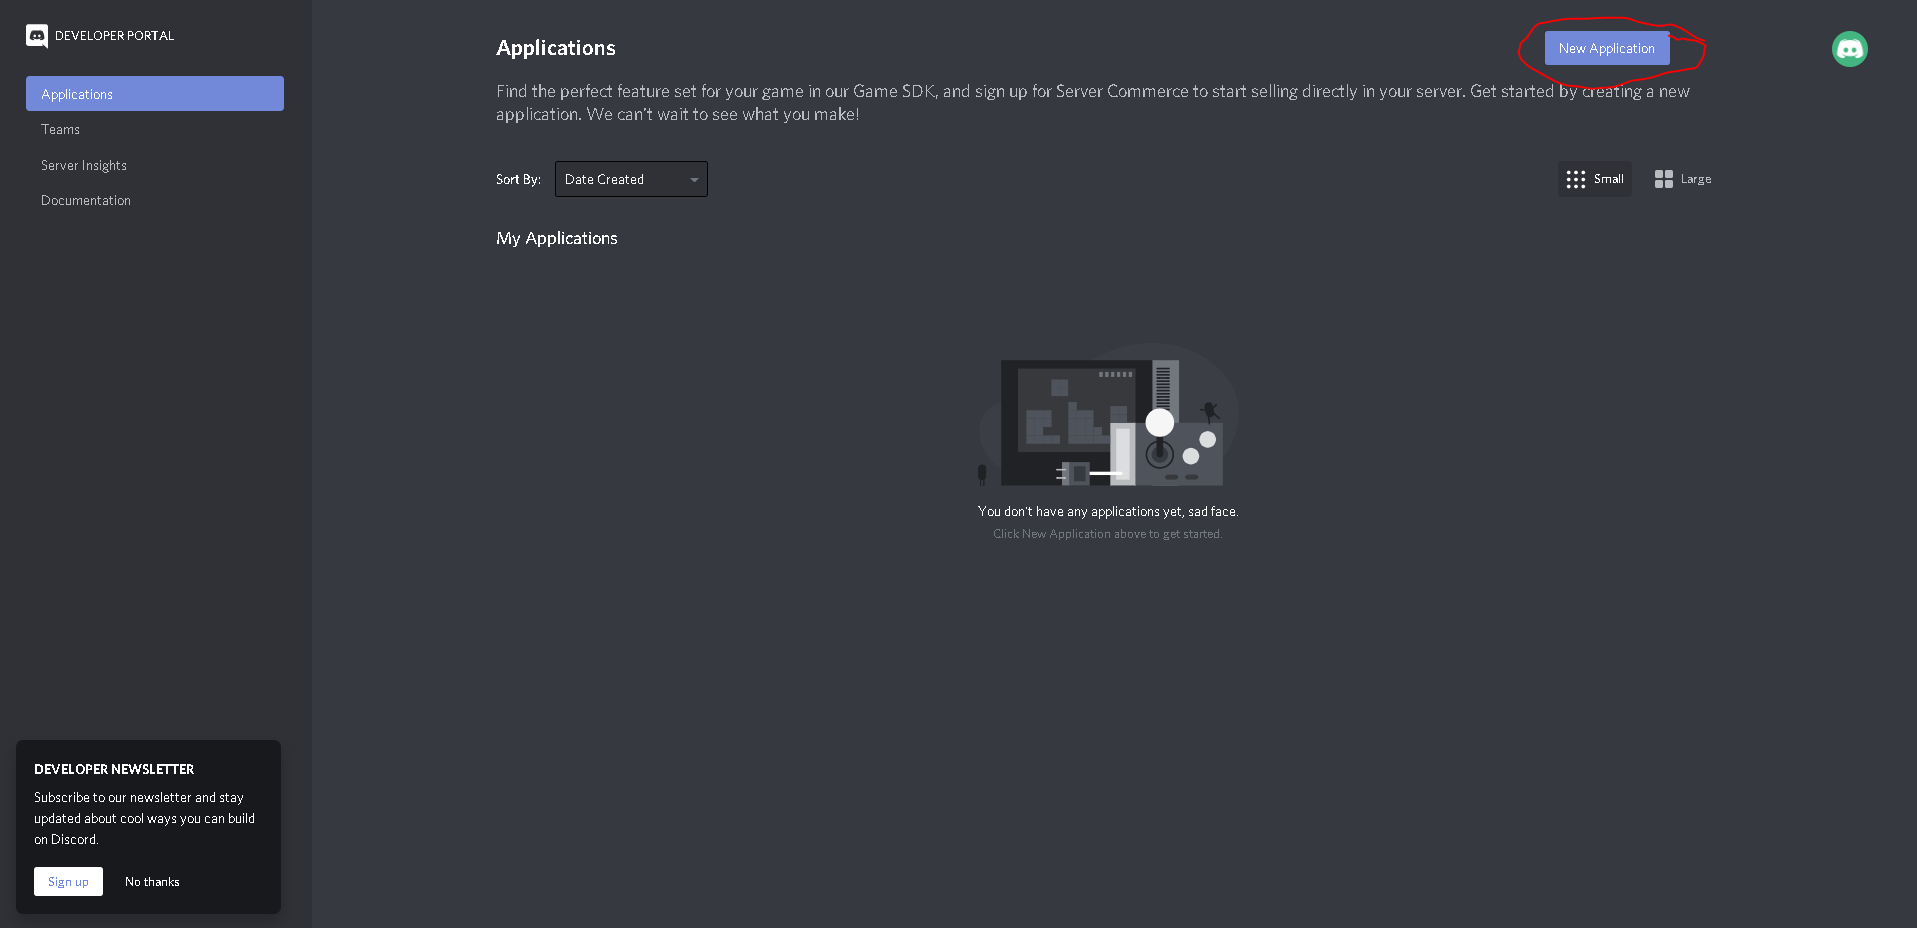 DEVELOPER PORTAL
Applications
Teams
Server Insights
Documentation
Applications
New Application
Find the perfect feature set for your game in our Game SDK, and sign up for Server Commerce to start selling directly in your server. Get started by creating a new
application. We can't wait to see what you make!
Sort By:
Date Created
Small
Large
My Applications
You don't have any applications yet, sad face.
Click New Application above to get started.
DEVELOPER NEWSLETTER
Subscribe to our newsletter and stay
updated about cool ways you can build
on Discord.
Sign up
No thanks